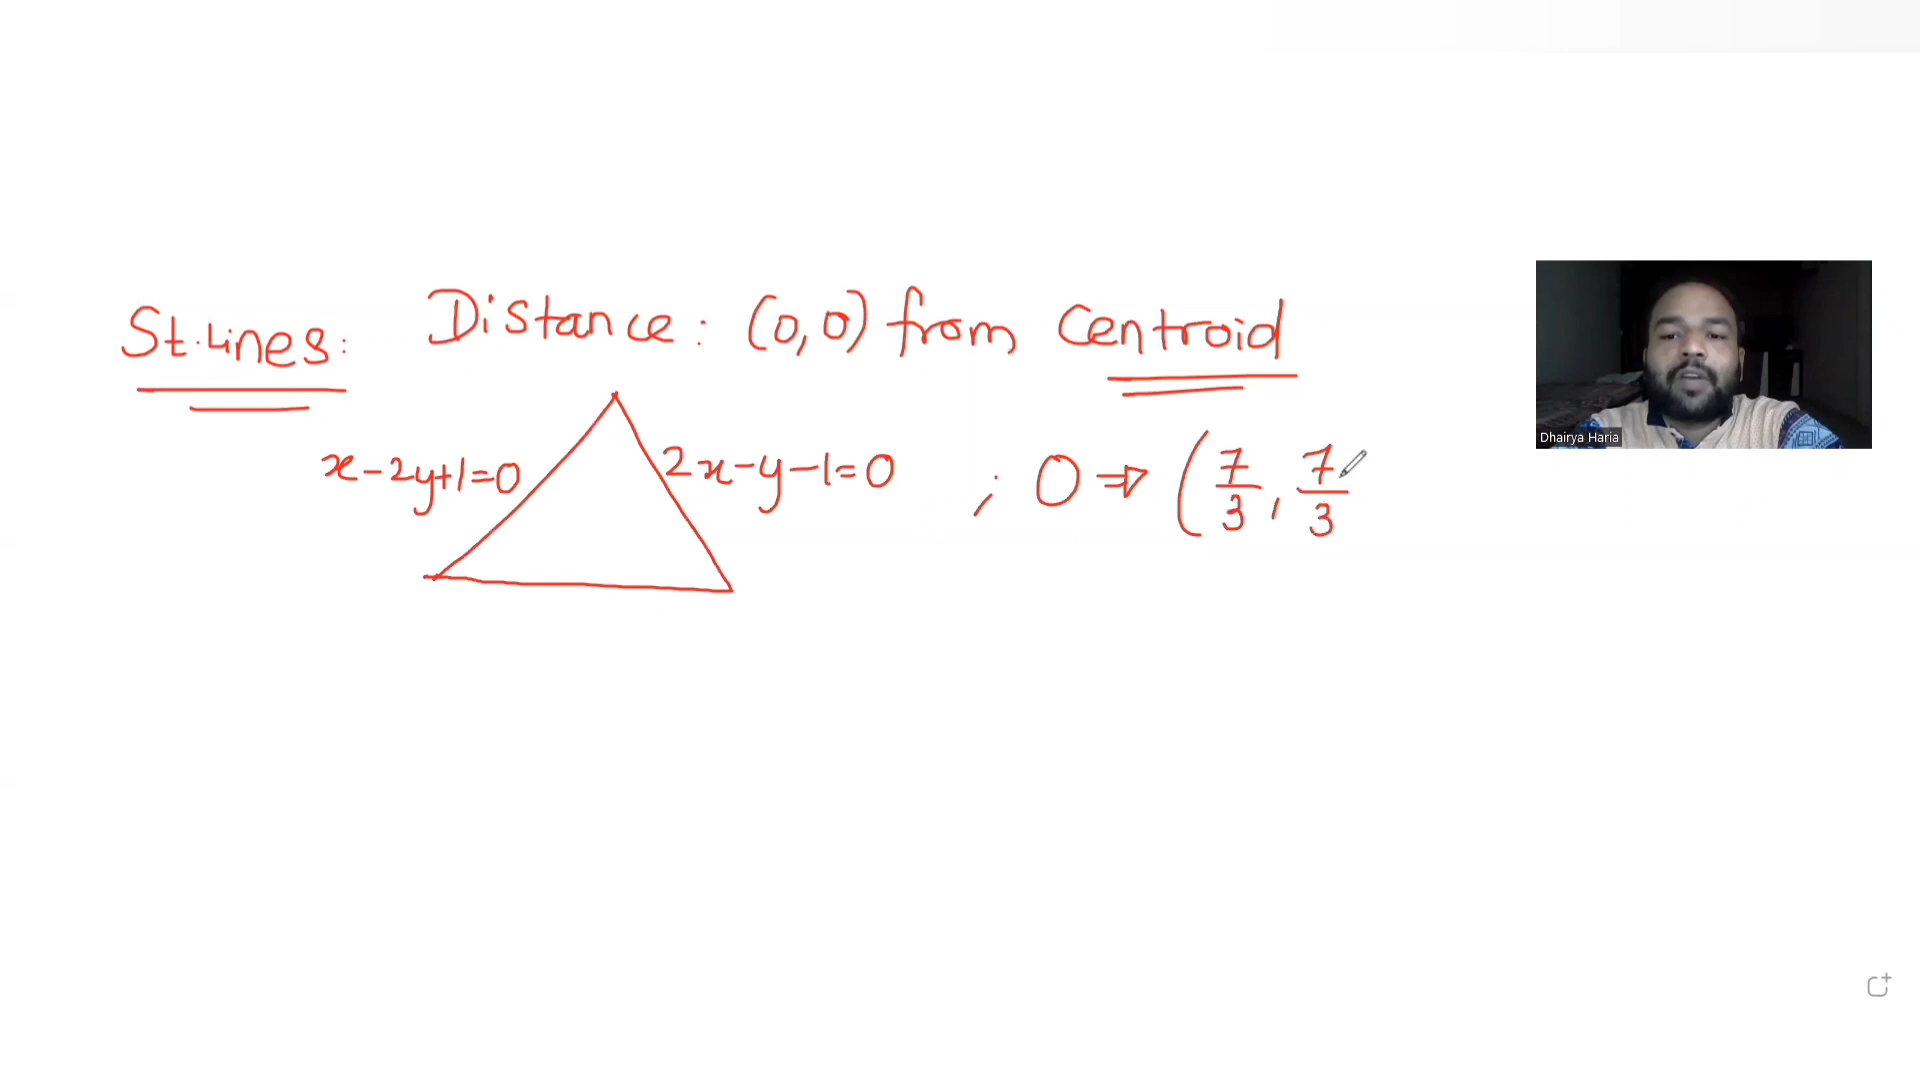 St.Lines: Distance: (0,0) from Centroid
x-2y+1=0 2x-y-1=0 ; O ⇒ (7/3, 7/3
Dhairya Haria